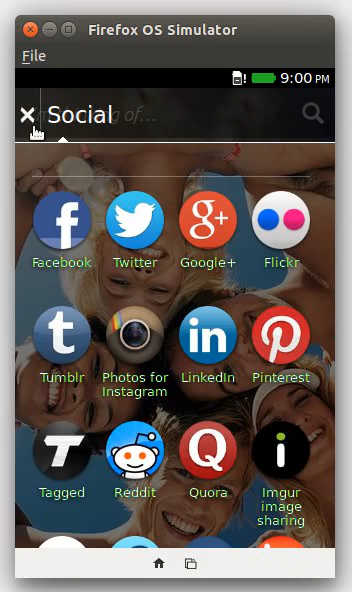 Firefox OS Simulator
File
9:00 PM
Social
of...
Facebook
Twitter
Google+
Flickr
Tumblr
Photos for
Instagram
LinkedIn
Pinterest
Tagged
Reddit
Quora
Imgur
image
sharing